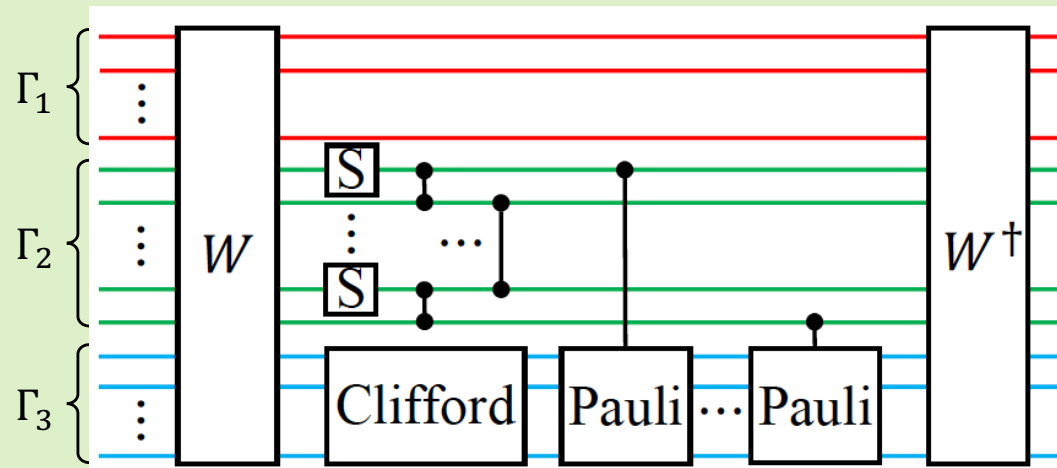 Γ₁
⋮
S
Γ₂
⋮
W
⋮
⋯
W†
⋮
S
Γ₃
⋮
Clifford
Pauli
⋯
Pauli